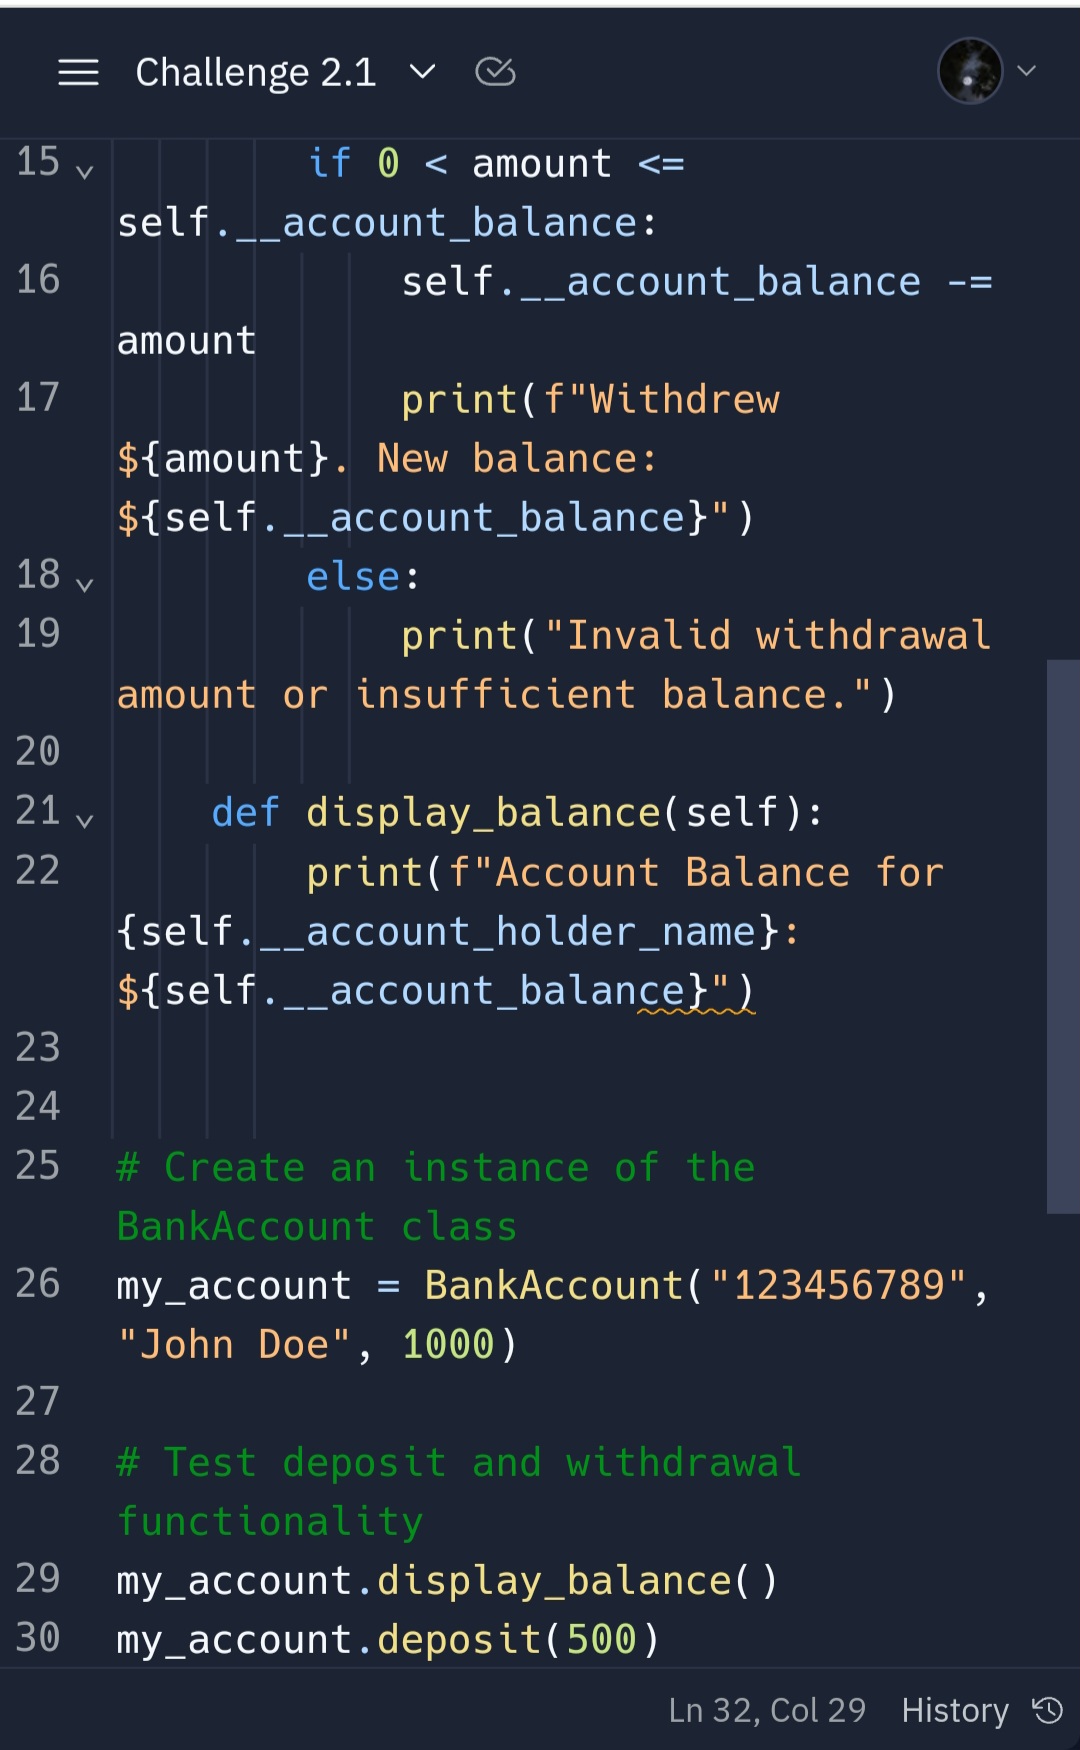 Challenge 2.1
15 if 0 < amount <=
self.__account_balance:
16 self.__account_balance -=
amount
17 print(f"Withdrew
${amount}. New balance:
${self.__account_balance}")
18 else:
19 print("Invalid withdrawal
amount or insufficient balance.")
20
21 def display_balance(self):
22 print(f"Account Balance for
{self.__account_holder_name}:
${self.__account_balance}")
23
24
25 # Create an instance of the
BankAccount class
26 my_account = BankAccount("123456789",
"John Doe", 1000)
27
28 # Test deposit and withdrawal
functionality
29 my_account.display_balance()
30 my_account.deposit(500)
Ln 32, Col 29 History